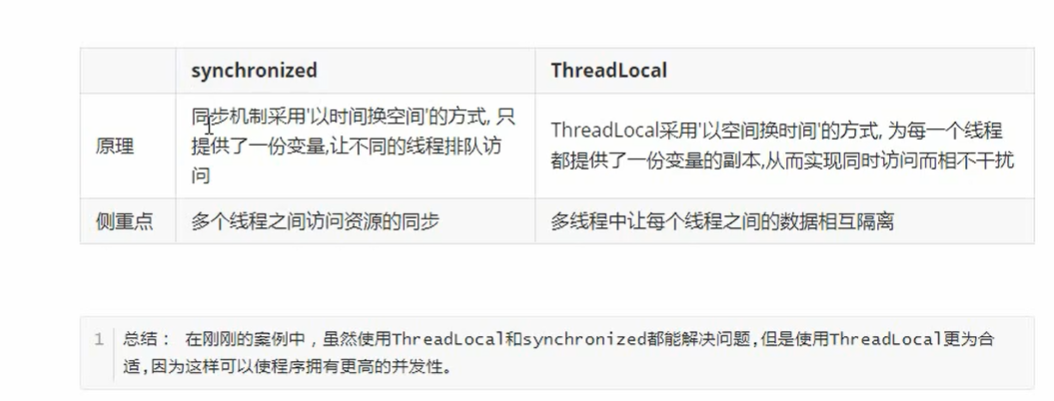 synchronized ThreadLocal
原理
同步机制采用'以时间换空间'的方式, 只
提供了一份变量,让不同的线程排队访
问
ThreadLocal采用'以空间换时间'的方式, 为每一个线程
都提供了一份变量的副本,从而实现同时访问而相不干扰
侧重点
多个线程之间访问资源的同步
多线程中让每个线程之间的数据相互隔离
1 总结： 在刚刚的案例中，虽然使用ThreadLocal和synchronized都能解决问题,但是使用ThreadLocal更为合
适,因为这样可以使程序拥有更高的并发性。